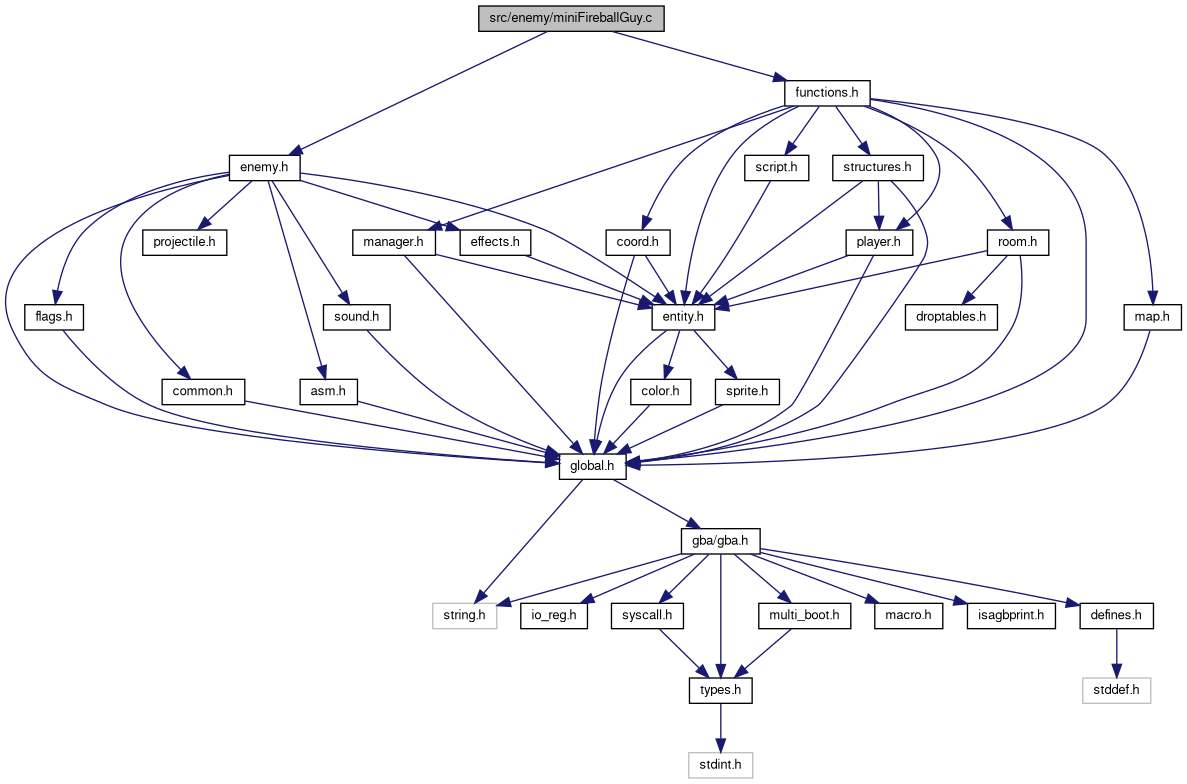 src/enemy/miniFireballGuy.c
functions.h
enemy.h
script.h
structures.h
projectile.h
manager.h
effects.h
coord.h
player.h
room.h
flags.h
sound.h
entity.h
droptables.h
map.h
common.h
asm.h
color.h
sprite.h
global.h
gba/gba.h
string.h
io_reg.h
syscall.h
multi_boot.h
macro.h
isagbprint.h
defines.h
types.h
stddef.h
stdint.h